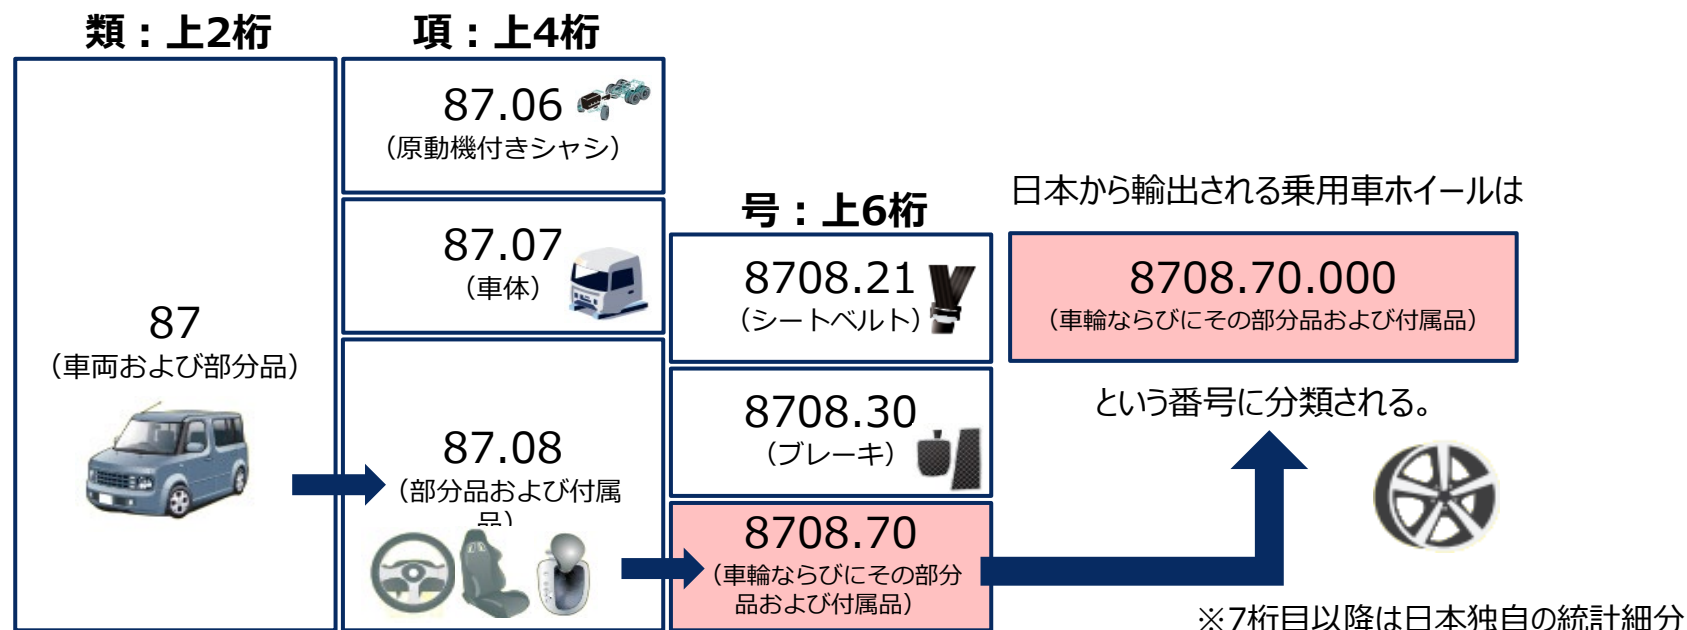 類：上2桁
87
（車両および部分品）
項：上4桁
87.06
（原動機付きシャシ）
87.07
（車体）
87.08
（部分品および付属
品）
号：上6桁
8708.21
（シートベルト）
8708.30
（ブレーキ）
8708.70
（車輪ならびにその部分
品および付属品）
日本から輸出される乗用車ホイールは
8708.70.000
（車輪ならびにその部分品および付属品）
という番号に分類される。
※7桁目以降は日本独自の統計細分